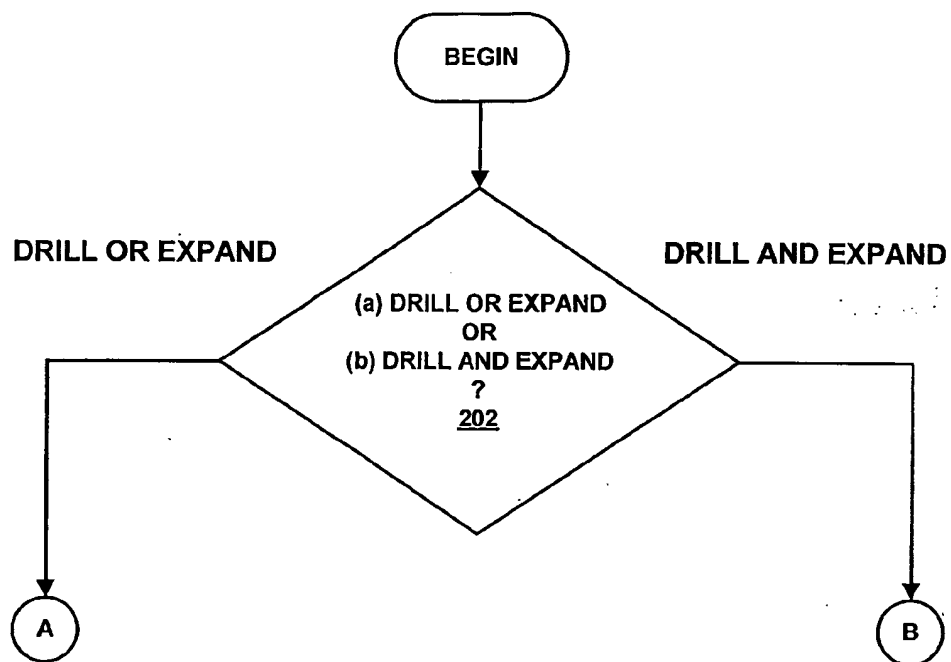 BEGIN
DRILL OR EXPAND
DRILL AND EXPAND
(a) DRILL OR EXPAND
OR
(b) DRILL AND EXPAND
?
202
A
B